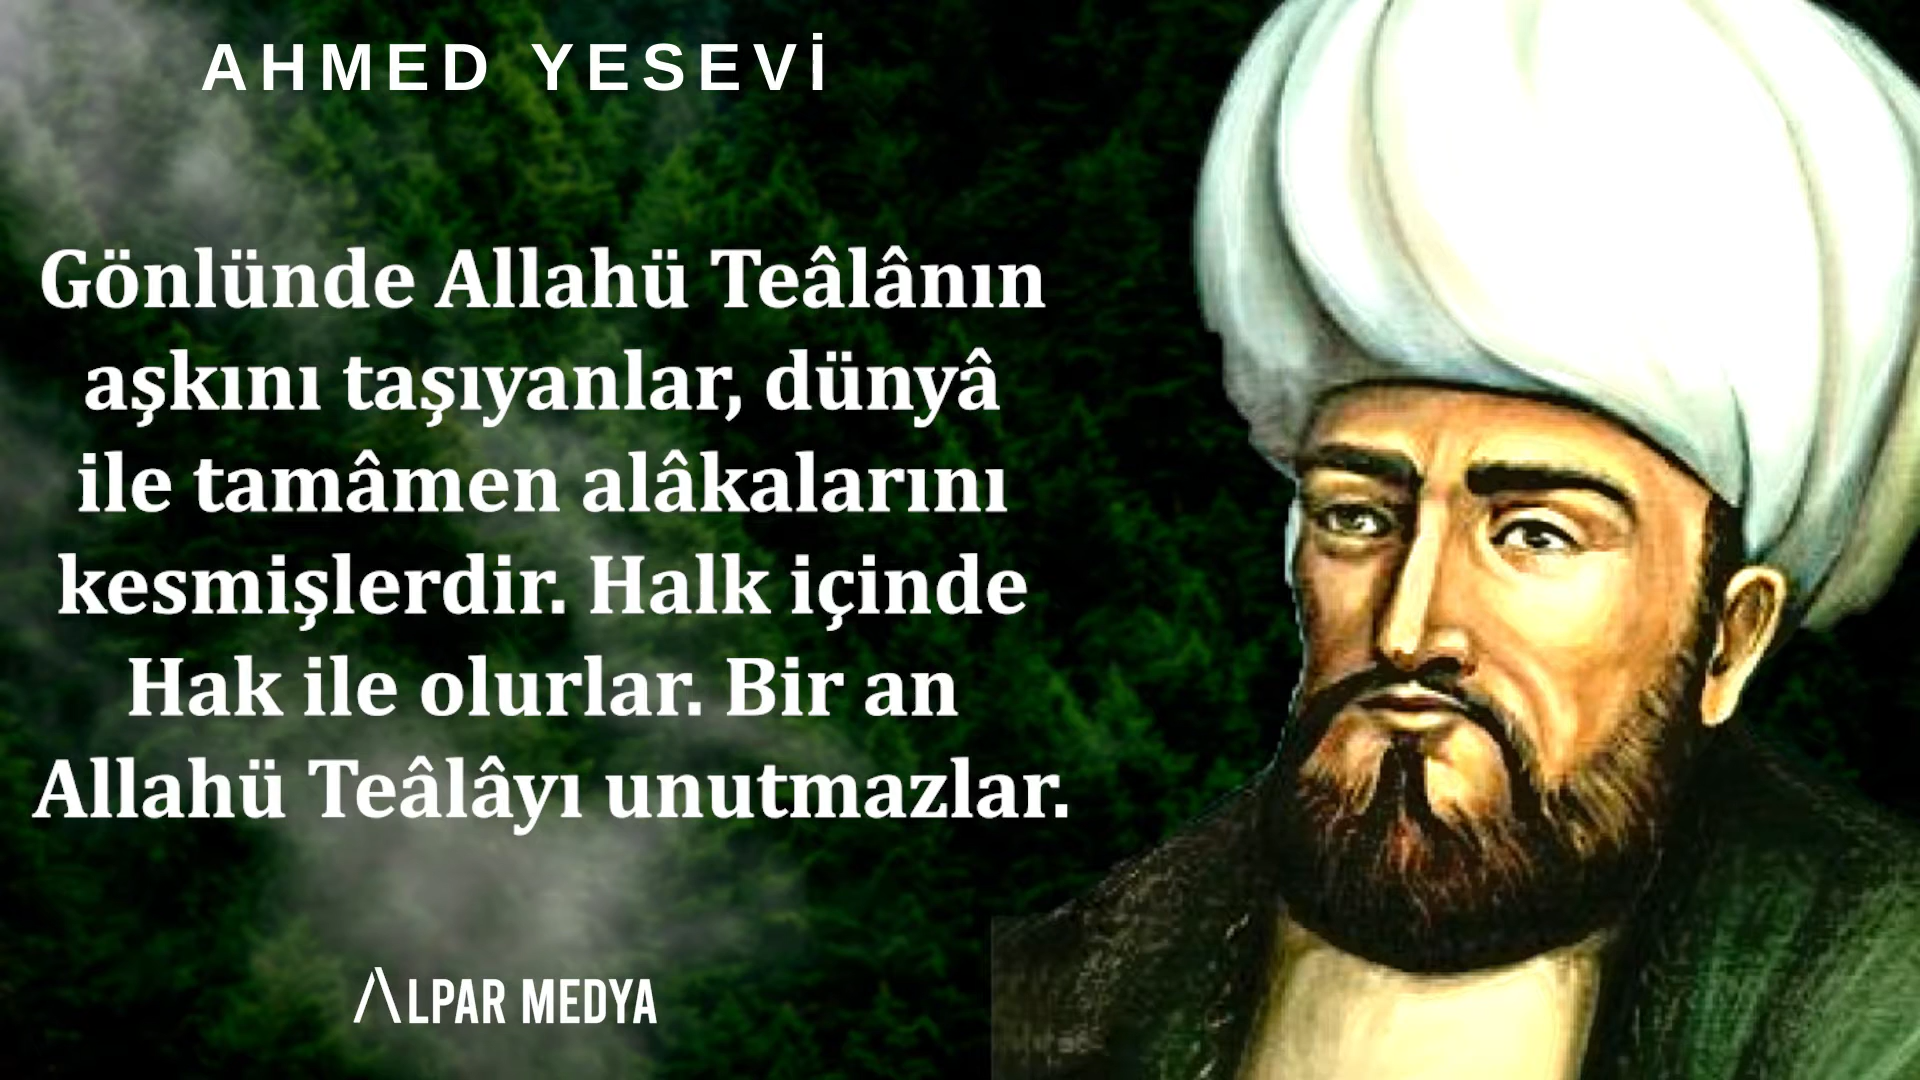 AHMED YESEVİ
Gönlünde Allahü Teâlânın
aşkını taşıyanlar, dünyâ
ile tamâmen alâkalarını
kesmişlerdir. Halk içinde
Hak ile olurlar. Bir an
Allahü Teâlâyı unutmazlar.
ALPAR MEDYA